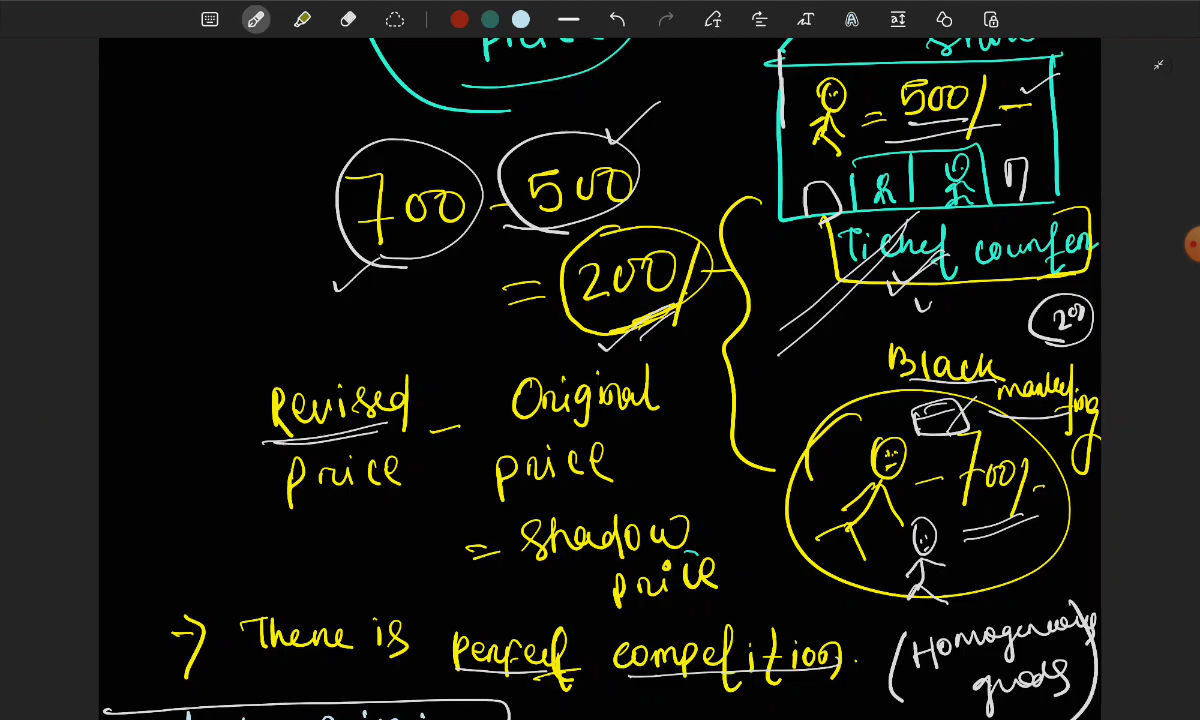 = 500/-
700 - 500
= 200/-
Tichet counter
200
Black
marketing
- 700/-
Revised - Original
price price
= shadow
price
→ There is perfect competition.
(Homogeneous
goods)